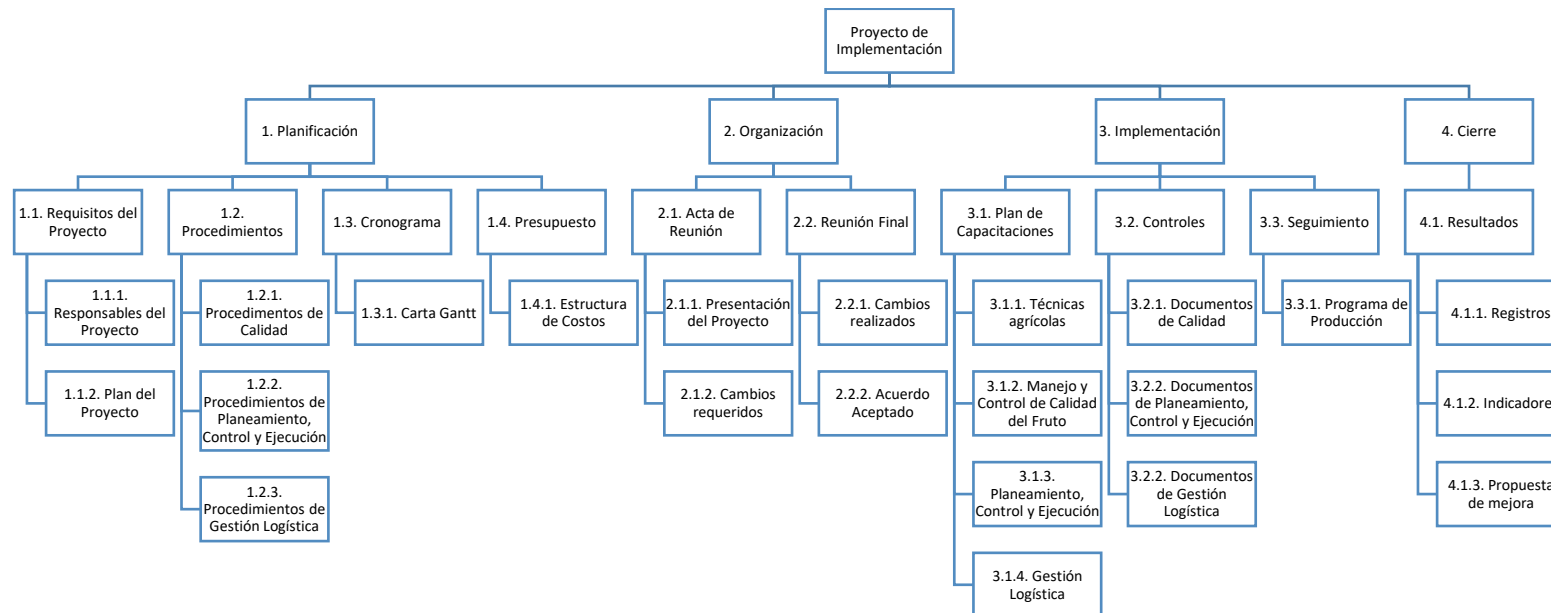 Proyecto de
Implementación
1. Planificación
2. Organización
3. Implementación
4. Cierre
1.1. Requisitos del
Proyecto
1.2.
Procedimientos
1.3. Cronograma
1.4. Presupuesto
2.1. Acta de
Reunión
2.2. Reunión Final
3.1. Plan de
Capacitaciones
3.2. Controles
3.3. Seguimiento
4.1. Resultados
1.1.1.
Responsables del
Proyecto
1.1.2. Plan del
Proyecto
1.2.1.
Procedimientos de
Calidad
1.2.2.
Procedimientos de
Planeamiento,
Control y Ejecución
1.2.3.
Procedimientos de
Gestión Logística
1.3.1. Carta Gantt
1.4.1. Estructura
de Costos
2.1.1. Presentación
del Proyecto
2.1.2. Cambios
requeridos
2.2.1. Cambios
realizados
2.2.2. Acuerdo
Aceptado
3.1.1. Técnicas
agrícolas
3.1.2. Manejo y
Control de Calidad
del Fruto
3.1.3.
Planeamiento,
Control y Ejecución
3.1.4. Gestión
Logística
3.2.1. Documentos
de Calidad
3.2.2. Documentos
de Planeamiento,
Control y Ejecución
3.2.2. Documentos
de Gestión
Logística
3.3.1. Programa de
Producción
4.1.1. Registros
4.1.2. Indicadore
4.1.3. Propuesta
de mejora